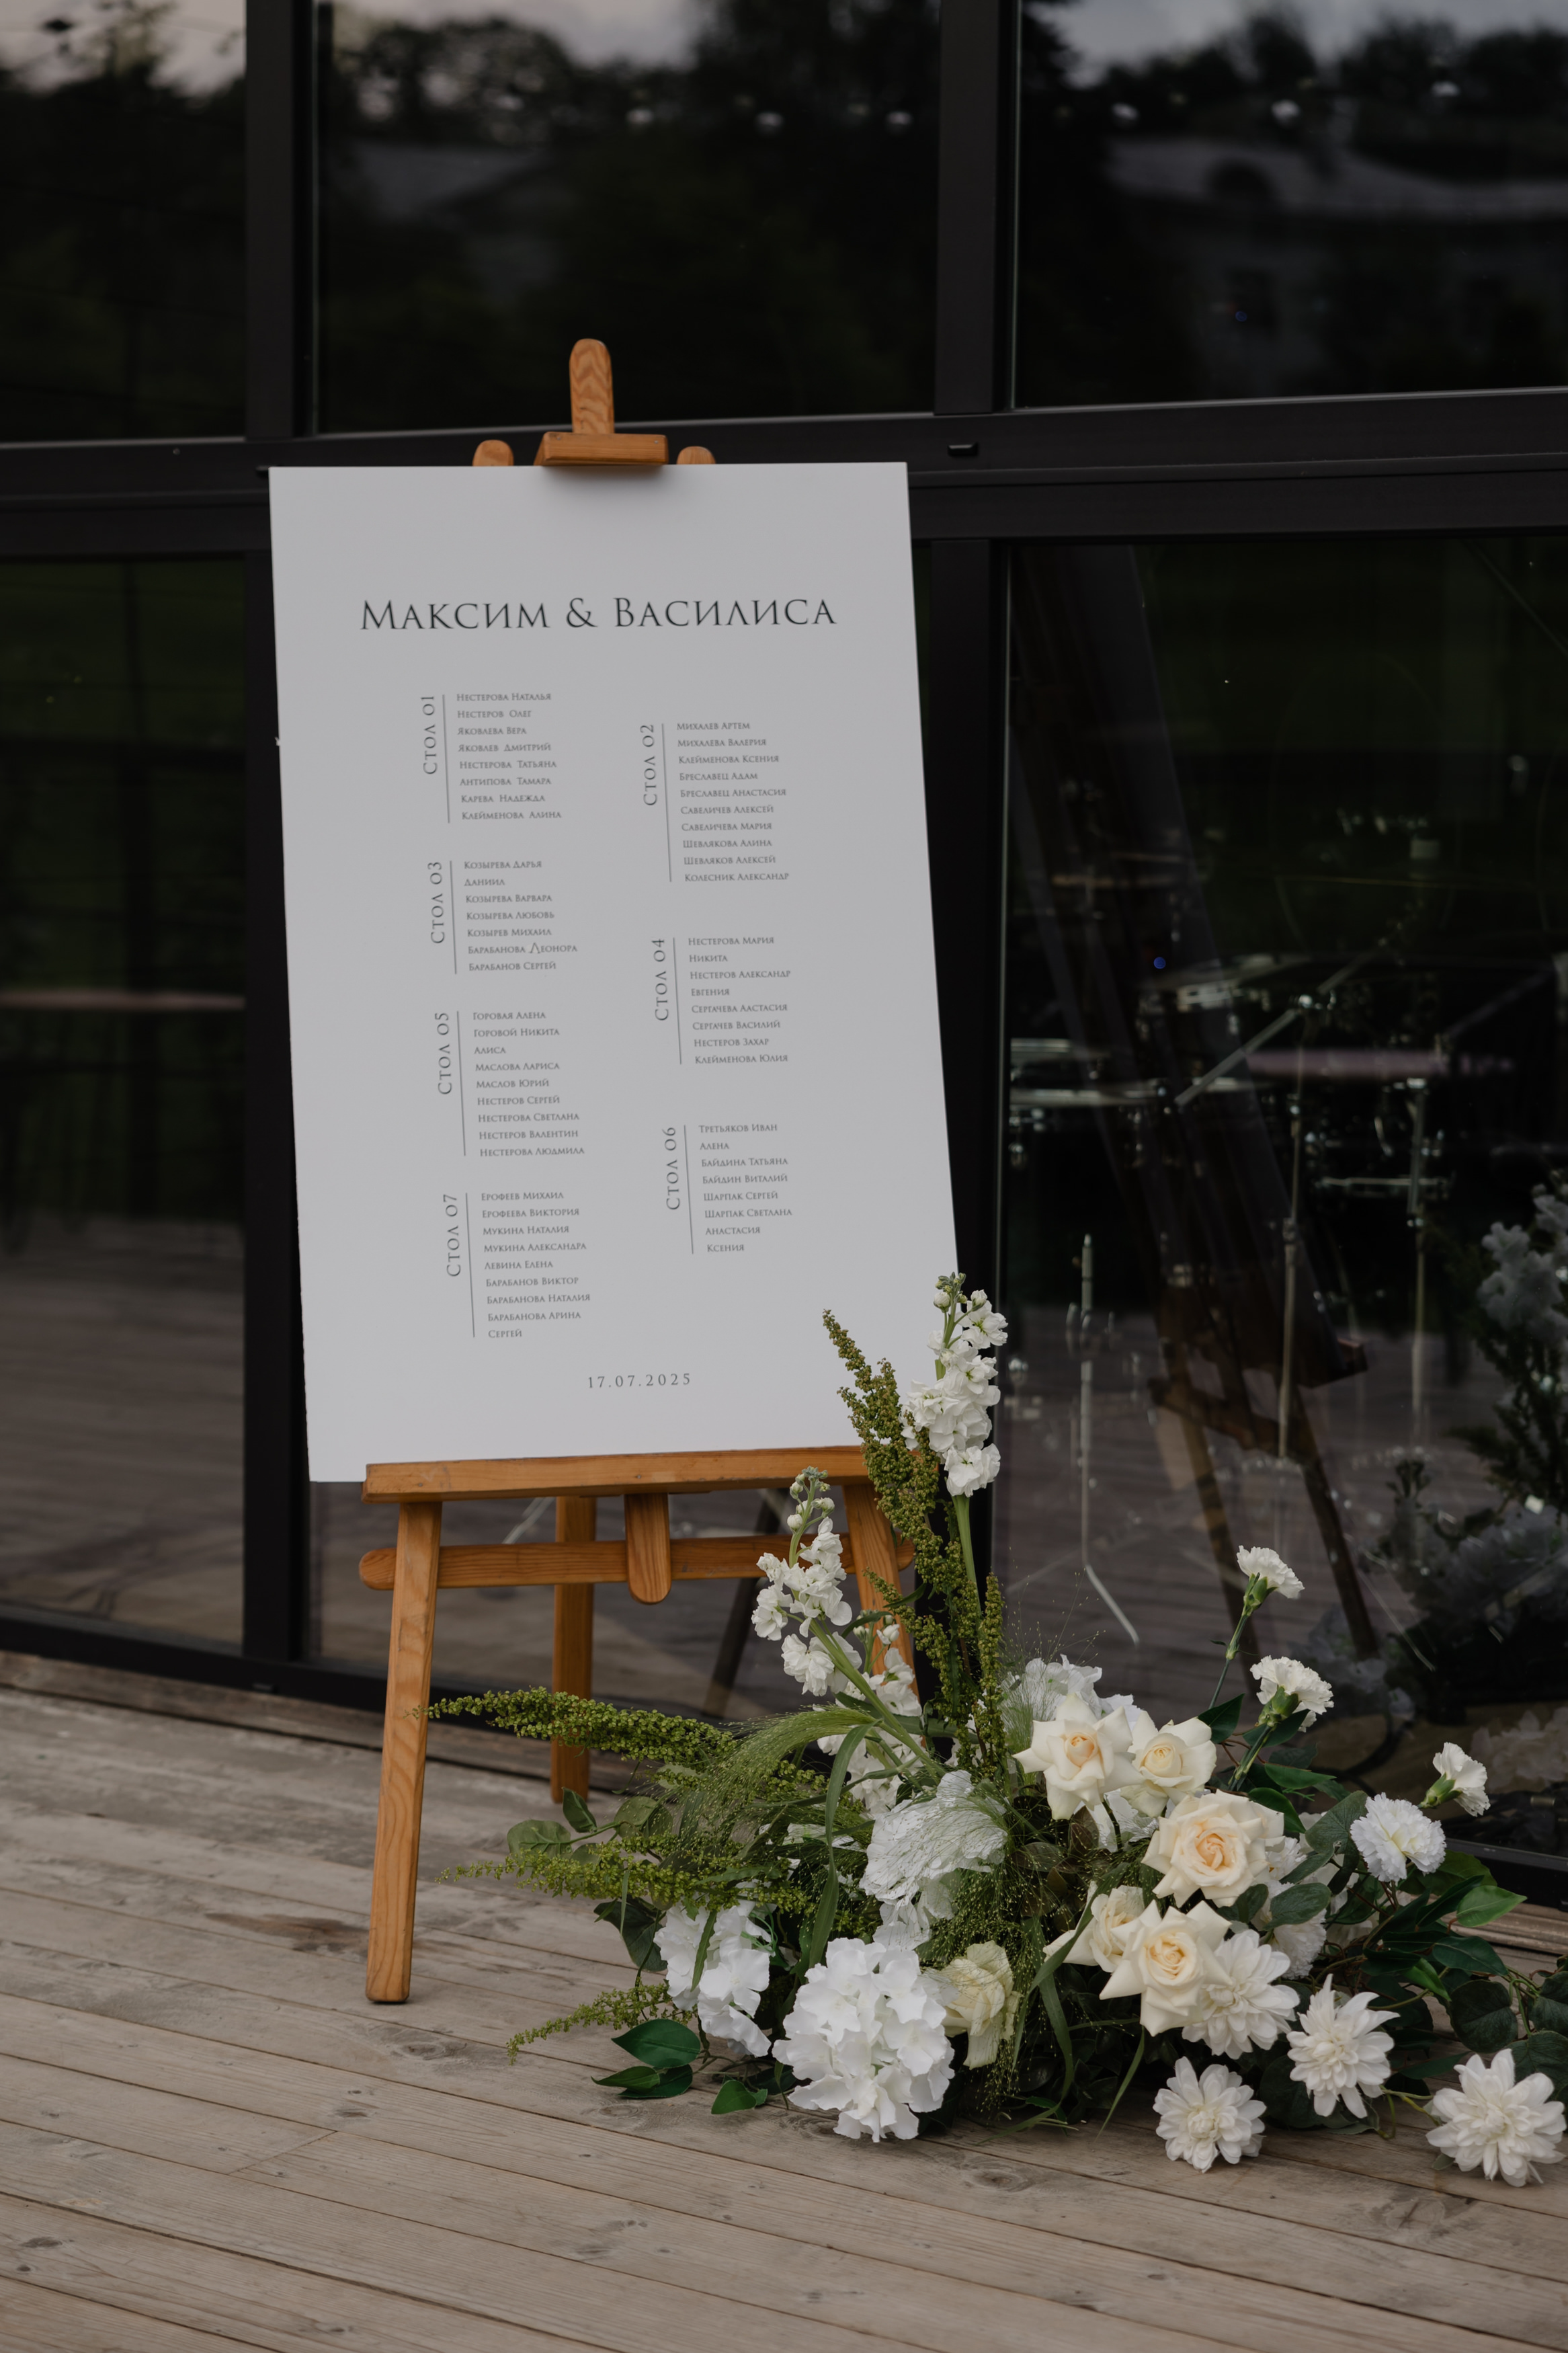 Максим & Василиса
Стол 01
Нестерова Наталья
Нестеров Олег
Яковлева Вера
Яковлев Дмитрий
Нестерова Татьяна
Антипова Тамара
Карева Надежда
Клейменова Алина
Стол 02
Михалев Артем
Михалева Валерия
Клейменова Ксения
Бреславец Адам
Бреславец Анастасия
Савеличев Алексей
Савеличева Мария
Шевлякова Алина
Шевляков Алексей
Колесник Александр
Стол 03
Козырева Дарья
Даниил
Козырева Варвара
Козырева Любовь
Козырев Михаил
Барабанова Леонора
Барабанов Сергей
Стол 04
Нестерова Мария
Никита
Нестеров Александр
Евгения
Сергачева Аастасия
Сергачев Василий
Нестеров Захар
Клейменова Юлия
Стол 05
Горовая Алена
Горовой Никита
Алиса
Маслова Лариса
Маслов Юрий
Нестеров Сергей
Нестерова Светлана
Нестеров Валентин
Нестерова Людмила
Стол 06
Третьяков Иван
Алена
Байдина Татьяна
Байдин Виталий
Шарпак Сергей
Шарпак Светлана
Анастасия
Ксения
Стол 07
Ерофеев Михаил
Ерофеева Виктория
Мукина Наталия
Мукина Александра
Левина Елена
Барабанов Виктор
Барабанова Наталия
Барабанова Арина
Сергей
17.07.2025